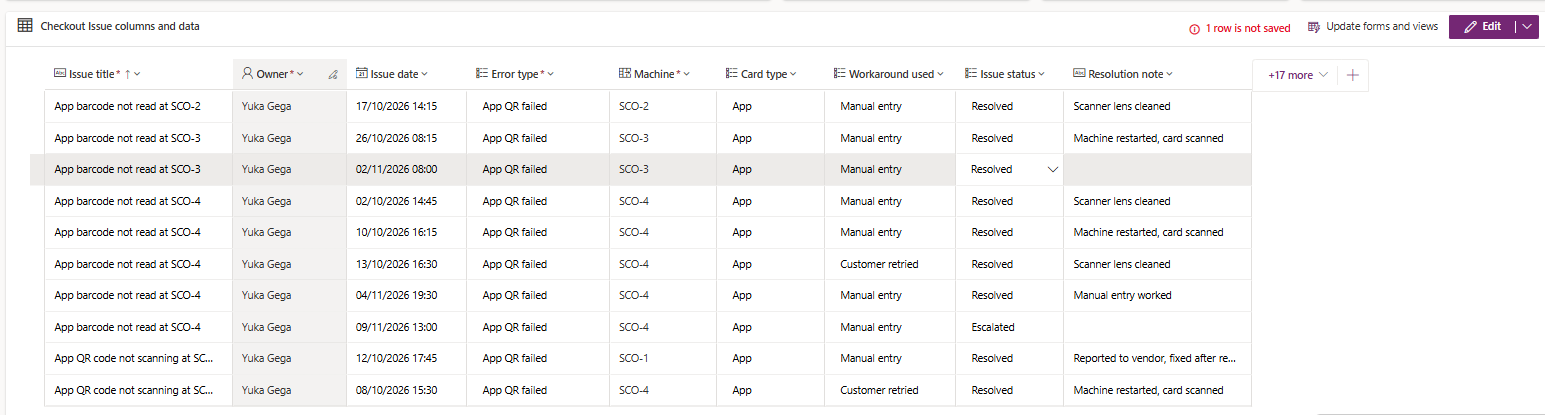 Checkout Issue columns and data
1 row is not saved
Update forms and views
Edit
Issue title* Owner* Issue date Error type* Machine* Card type Workaround used Issue status Resolution note +17 more
App barcode not read at SCO-2 Yuka Gega 17/10/2026 14:15 App QR failed SCO-2 App Manual entry Resolved Scanner lens cleaned
App barcode not read at SCO-3 Yuka Gega 26/10/2026 08:15 App QR failed SCO-3 App Manual entry Resolved Machine restarted, card scanned
App barcode not read at SCO-3 Yuka Gega 02/11/2026 08:00 App QR failed SCO-3 App Manual entry Resolved
App barcode not read at SCO-4 Yuka Gega 02/10/2026 14:45 App QR failed SCO-4 App Manual entry Resolved Scanner lens cleaned
App barcode not read at SCO-4 Yuka Gega 10/10/2026 16:15 App QR failed SCO-4 App Manual entry Resolved Machine restarted, card scanned
App barcode not read at SCO-4 Yuka Gega 13/10/2026 16:30 App QR failed SCO-4 App Customer retried Resolved Scanner lens cleaned
App barcode not read at SCO-4 Yuka Gega 04/11/2026 19:30 App QR failed SCO-4 App Manual entry Resolved Manual entry worked
App barcode not read at SCO-4 Yuka Gega 09/11/2026 13:00 App QR failed SCO-4 App Manual entry Escalated
App QR code not scanning at SC... Yuka Gega 12/10/2026 17:45 App QR failed SCO-1 App Manual entry Resolved Reported to vendor, fixed after re...
App QR code not scanning at SC... Yuka Gega 08/10/2026 15:30 App QR failed SCO-4 App Customer retried Resolved Machine restarted, card scanned